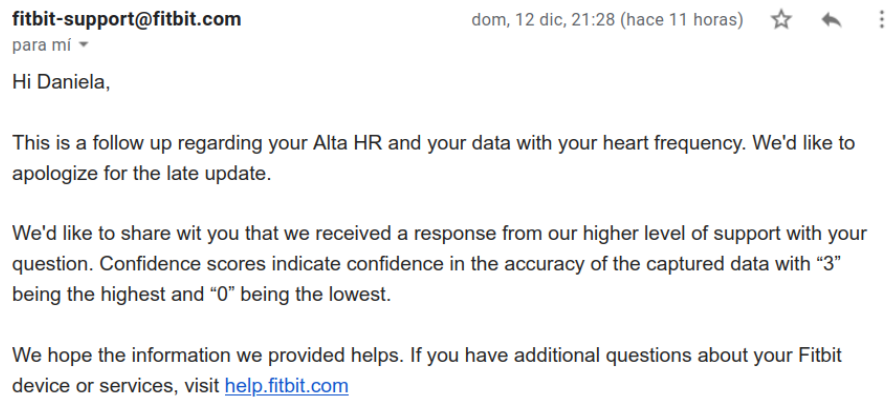 fitbit-support@fitbit.com
dom, 12 dic, 21:28 (hace 11 horas)
para mí
Hi Daniela,
This is a follow up regarding your Alta HR and your data with your heart frequency. We'd like to
apologize for the late update.
We'd like to share wit you that we received a response from our higher level of support with your
question. Confidence scores indicate confidence in the accuracy of the captured data with “3”
being the highest and “0” being the lowest.
We hope the information we provided helps. If you have additional questions about your Fitbit
device or services, visit help.fitbit.com